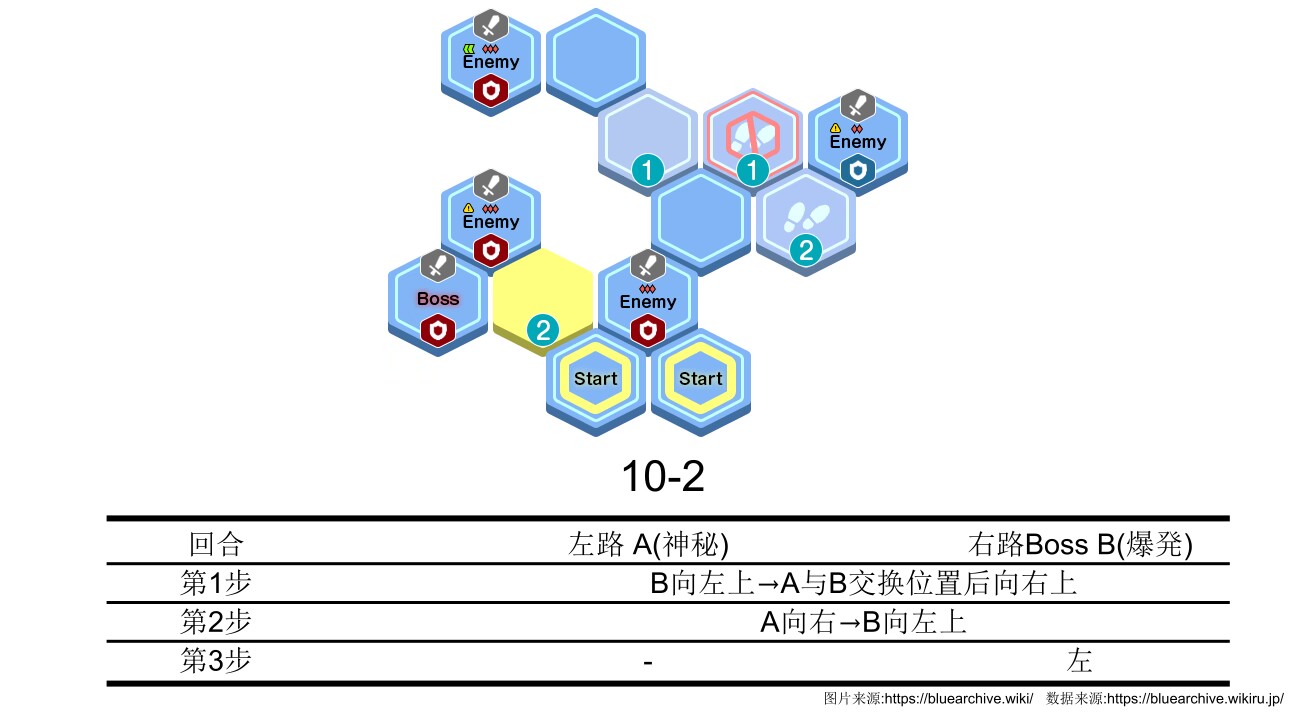 Enemy
1
1
Enemy
Enemy
2
Boss
2
Enemy
Start
Start
10-2
回合 左路 A(神秘) 右路Boss B(爆発)
第1步 B向左上→A与B交换位置后向右上
第2步 A向右→B向左上
第3步 - 左
图片来源:https://bluearchive.wiki/ 数据来源:https://bluearchive.wikiru.jp/